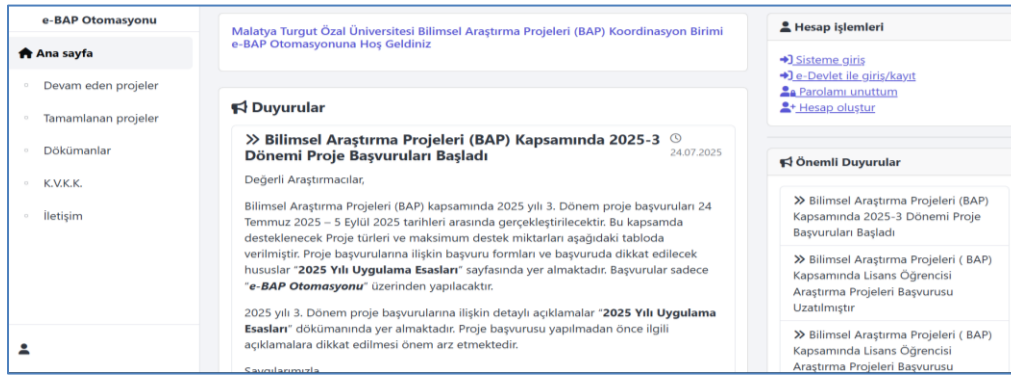 e-BAP Otomasyonu
Ana sayfa
Devam eden projeler
Tamamlanan projeler
Dökümanlar
K.V.K.K.
İletişim
Malatya Turgut Özal Üniversitesi Bilimsel Araştırma Projeleri (BAP) Koordinasyon Birimi
e-BAP Otomasyonuna Hoş Geldiniz
Duyurular
Bilimsel Araştırma Projeleri (BAP) Kapsamında 2025-3
Dönemi Proje Başvuruları Başladı
24.07.2025
Değerli Araştırmacılar,
Bilimsel Araştırma Projeleri (BAP) kapsamında 2025 yılı 3. Dönem proje başvuruları 24
Temmuz 2025 – 5 Eylül 2025 tarihleri arasında gerçekleştirilecektir. Bu kapsamda
desteklenecek Proje türleri ve maksimum destek miktarları aşağıdaki tabloda
verilmiştir. Proje başvurularına ilişkin başvuru formları ve başvuruda dikkat edilecek
hususlar "2025 Yılı Uygulama Esasları" sayfasında yer almaktadır. Başvurular sadece
"e-BAP Otomasyonu" üzerinden yapılacaktır.
2025 yılı 3. Dönem proje başvurularına ilişkin detaylı açıklamalar "2025 Yılı Uygulama
Esasları" dökümanında yer almaktadır. Proje başvurusu yapılmadan önce ilgili
açıklamalara dikkat edilmesi önem arz etmektedir.
Saygılarımızla
Hesap işlemleri
Sisteme giriş
e-Devlet ile giriş/kayıt
Parolamı unuttum
Hesap oluştur
Önemli Duyurular
Bilimsel Araştırma Projeleri (BAP)
Kapsamında 2025-3 Dönemi Proje
Başvuruları Başladı
Bilimsel Araştırma Projeleri ( BAP)
Kapsamında Lisans Öğrencisi
Araştırma Projeleri Başvurusu
Uzatılmıştır
Bilimsel Araştırma Projeleri ( BAP)
Kapsamında Lisans Öğrencisi
Araştırma Projeleri Başvurusu